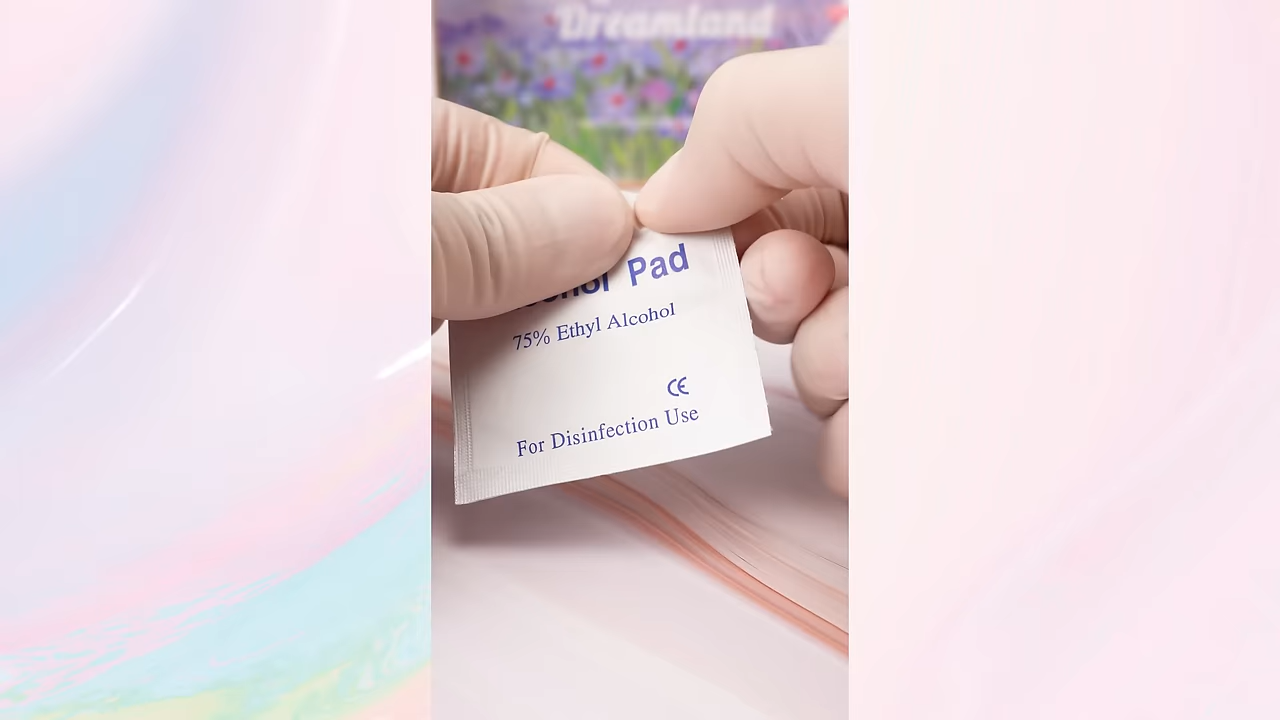 Dreamland
Pad
75% Ethyl Alcohol
CE
For Disinfection Use